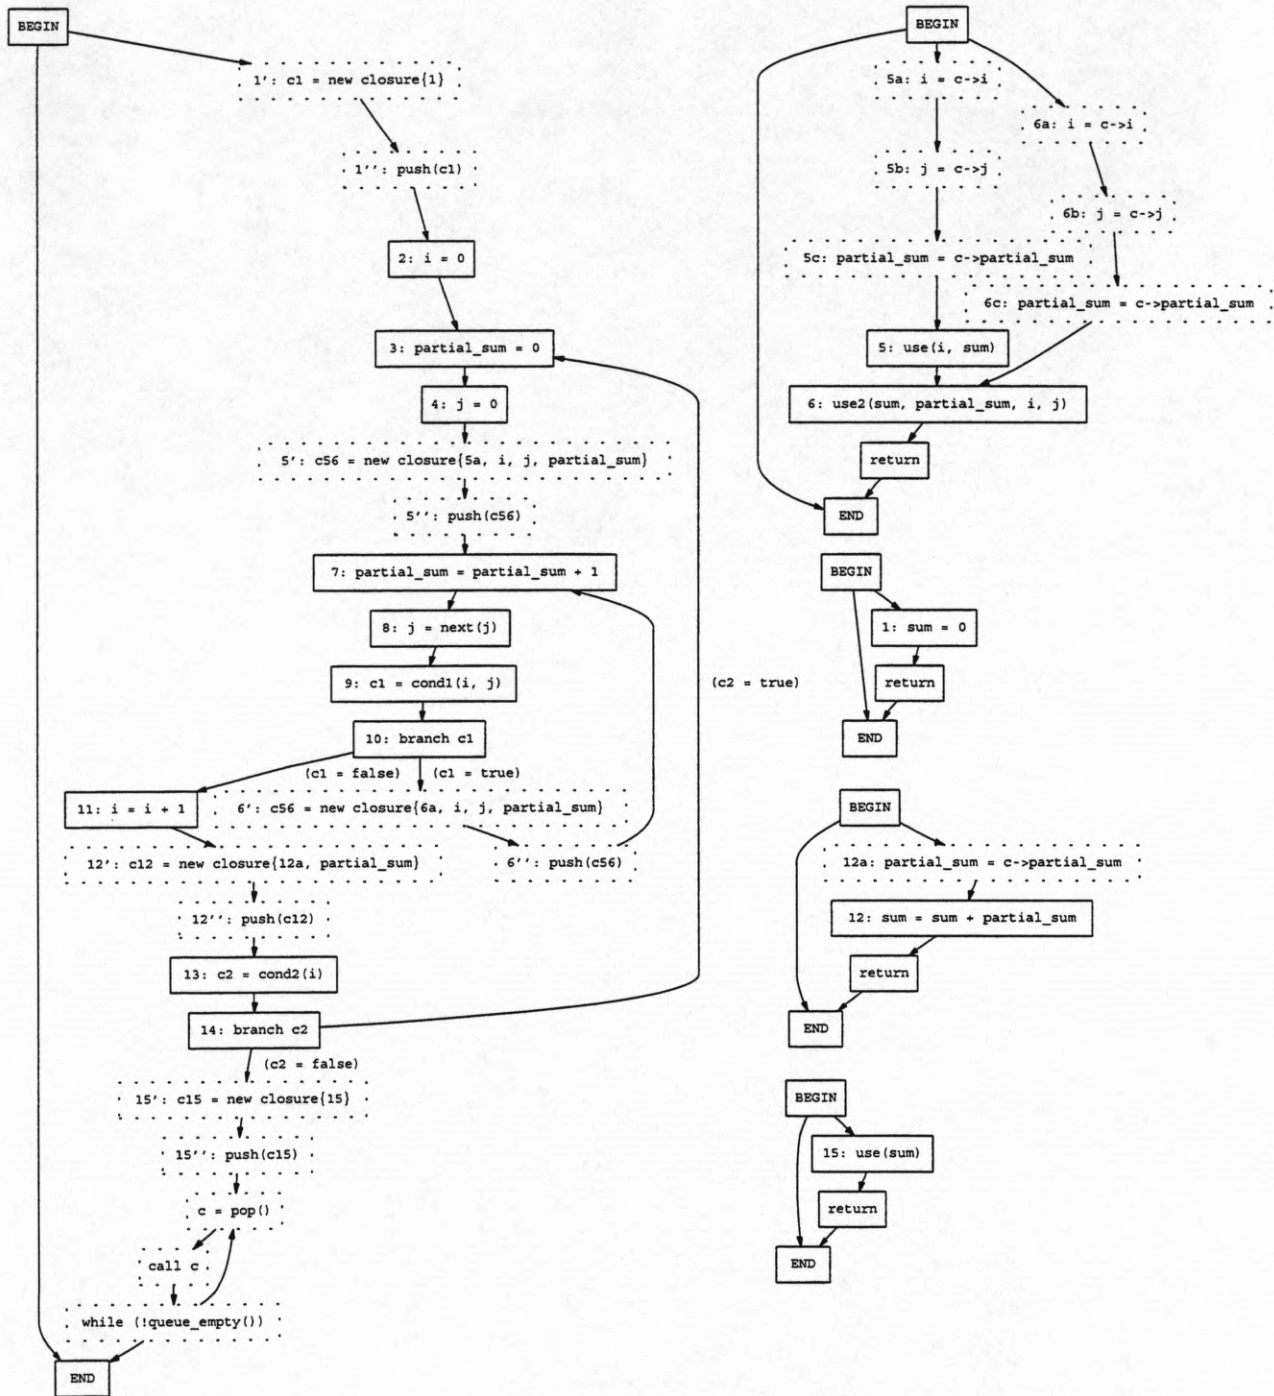 BEGIN
1': c1 = new closure{1}
1'': push(c1)
2: i = 0
3: partial_sum = 0
4: j = 0
5': c56 = new closure{5a, i, j, partial_sum}
5'': push(c56)
7: partial_sum = partial_sum + 1
8: j = next(j)
9: c1 = cond1(i, j)
(c2 = true)
10: branch c1
(c1 = false)
(c1 = true)
11: i = i + 1
6': c56 = new closure{6a, i, j, partial_sum}
12': c12 = new closure{12a, partial_sum}
6'': push(c56)
12'': push(c12)
13: c2 = cond2(i)
14: branch c2
(c2 = false)
15': c15 = new closure{15}
15'': push(c15)
c = pop()
call c
while (!queue_empty())
END
BEGIN
5a: i = c->i
6a: i = c->i
5b: j = c->j
6b: j = c->j
5c: partial_sum = c->partial_sum
6c: partial_sum = c->partial_sum
5: use(i, sum)
6: use2(sum, partial_sum, i, j)
return
END
BEGIN
1: sum = 0
return
END
BEGIN
12a: partial_sum = c->partial_sum
12: sum = sum + partial_sum
return
END
BEGIN
15: use(sum)
return
END